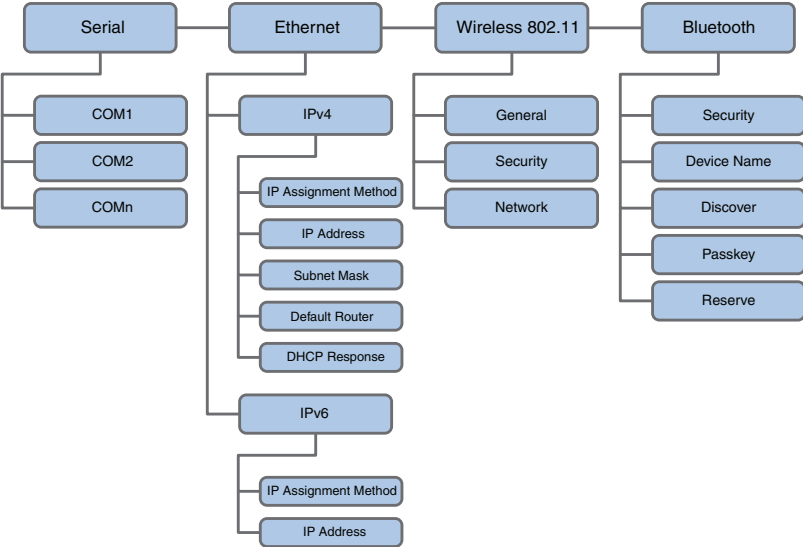 Serial
Ethernet
Wireless 802.11
Bluetooth
COM1
COM2
COMn
IPv4
IP Assignment Method
IP Address
Subnet Mask
Default Router
DHCP Response
IPv6
IP Assignment Method
IP Address
General
Security
Network
Security
Device Name
Discover
Passkey
Reserve